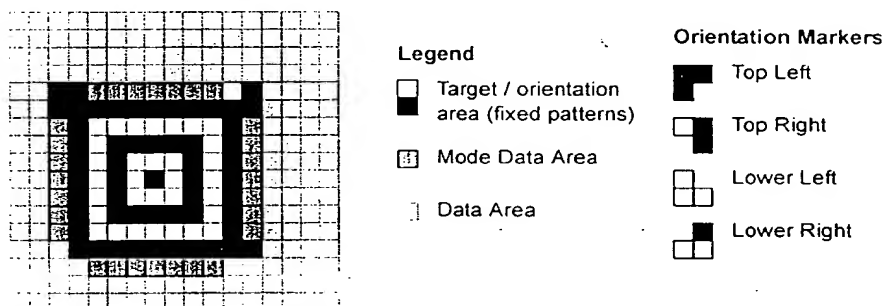 Legend
Target / orientation
area (fixed patterns)
Mode Data Area
Data Area
Orientation Markers
Top Left
Top Right
Lower Left
Lower Right